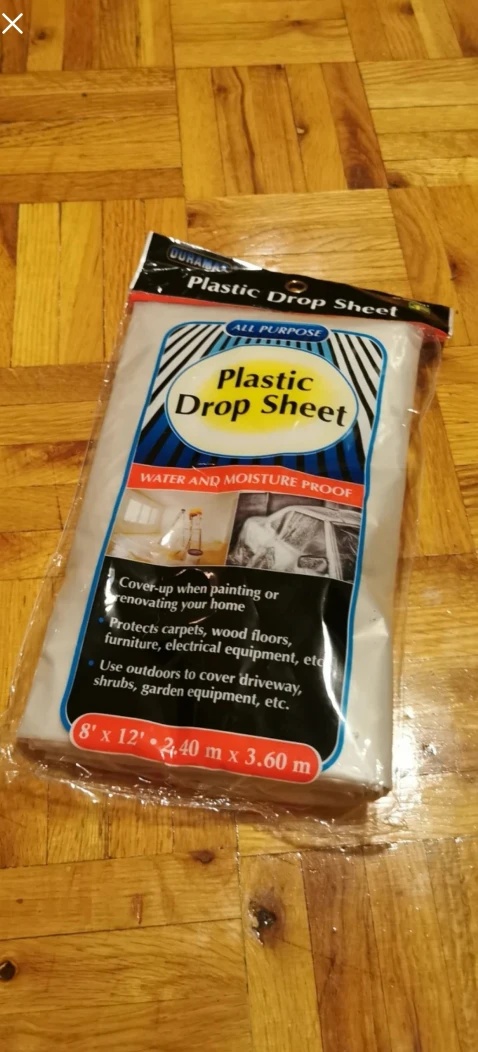 DURAMAX
Plastic Drop Sheet
ALL PURPOSE
Plastic
Drop Sheet
WATER AND MOISTURE PROOF
Cover-up when painting or
renovating your home
• Protects carpets, wood floors,
furniture, electrical equipment, etc
• Use outdoors to cover driveway,
shrubs, garden equipment, etc.
8' x 12' • 2.40 m x 3.60 m